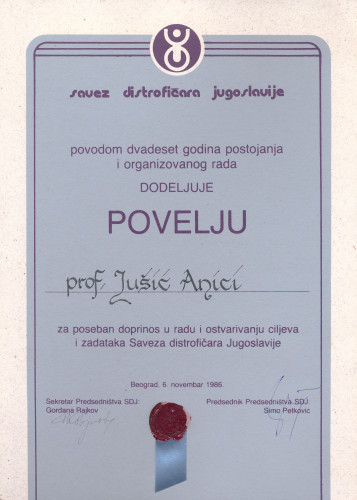 savez distrofičara jugoslavije
povodom dvadeset godina postojanja
i organizovanog rada
DODELJUJE
POVELJU
prof. Jušić Anici
za poseban doprinos u radu i ostvarivanju ciljeva
i zadataka Saveza distrofičara Jugoslavije
Beograd, 6. novembar 1986.
Sekretar Predsedništva SDJ:
Gordana Rajkov
Predsednik Predsedništva SDJ:
Simo Petković